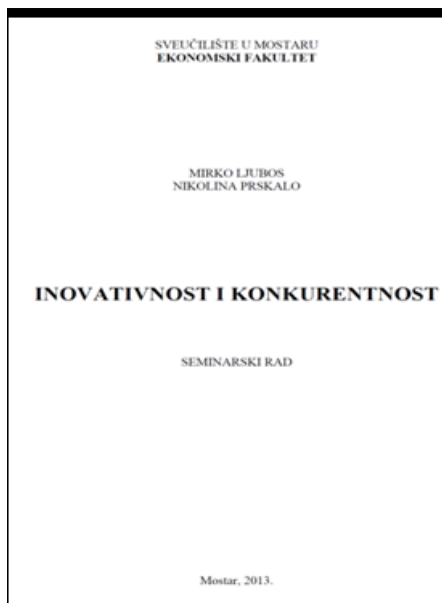 SVEUČILIŠTE U MOSTARU
EKONOMSKI FAKULTET
MIRKO LJUBOS
NIKOLINA PRSKALO
INOVATIVNOST I KONKURENTNOST
SEMINARSKI RAD
Mostar, 2013.